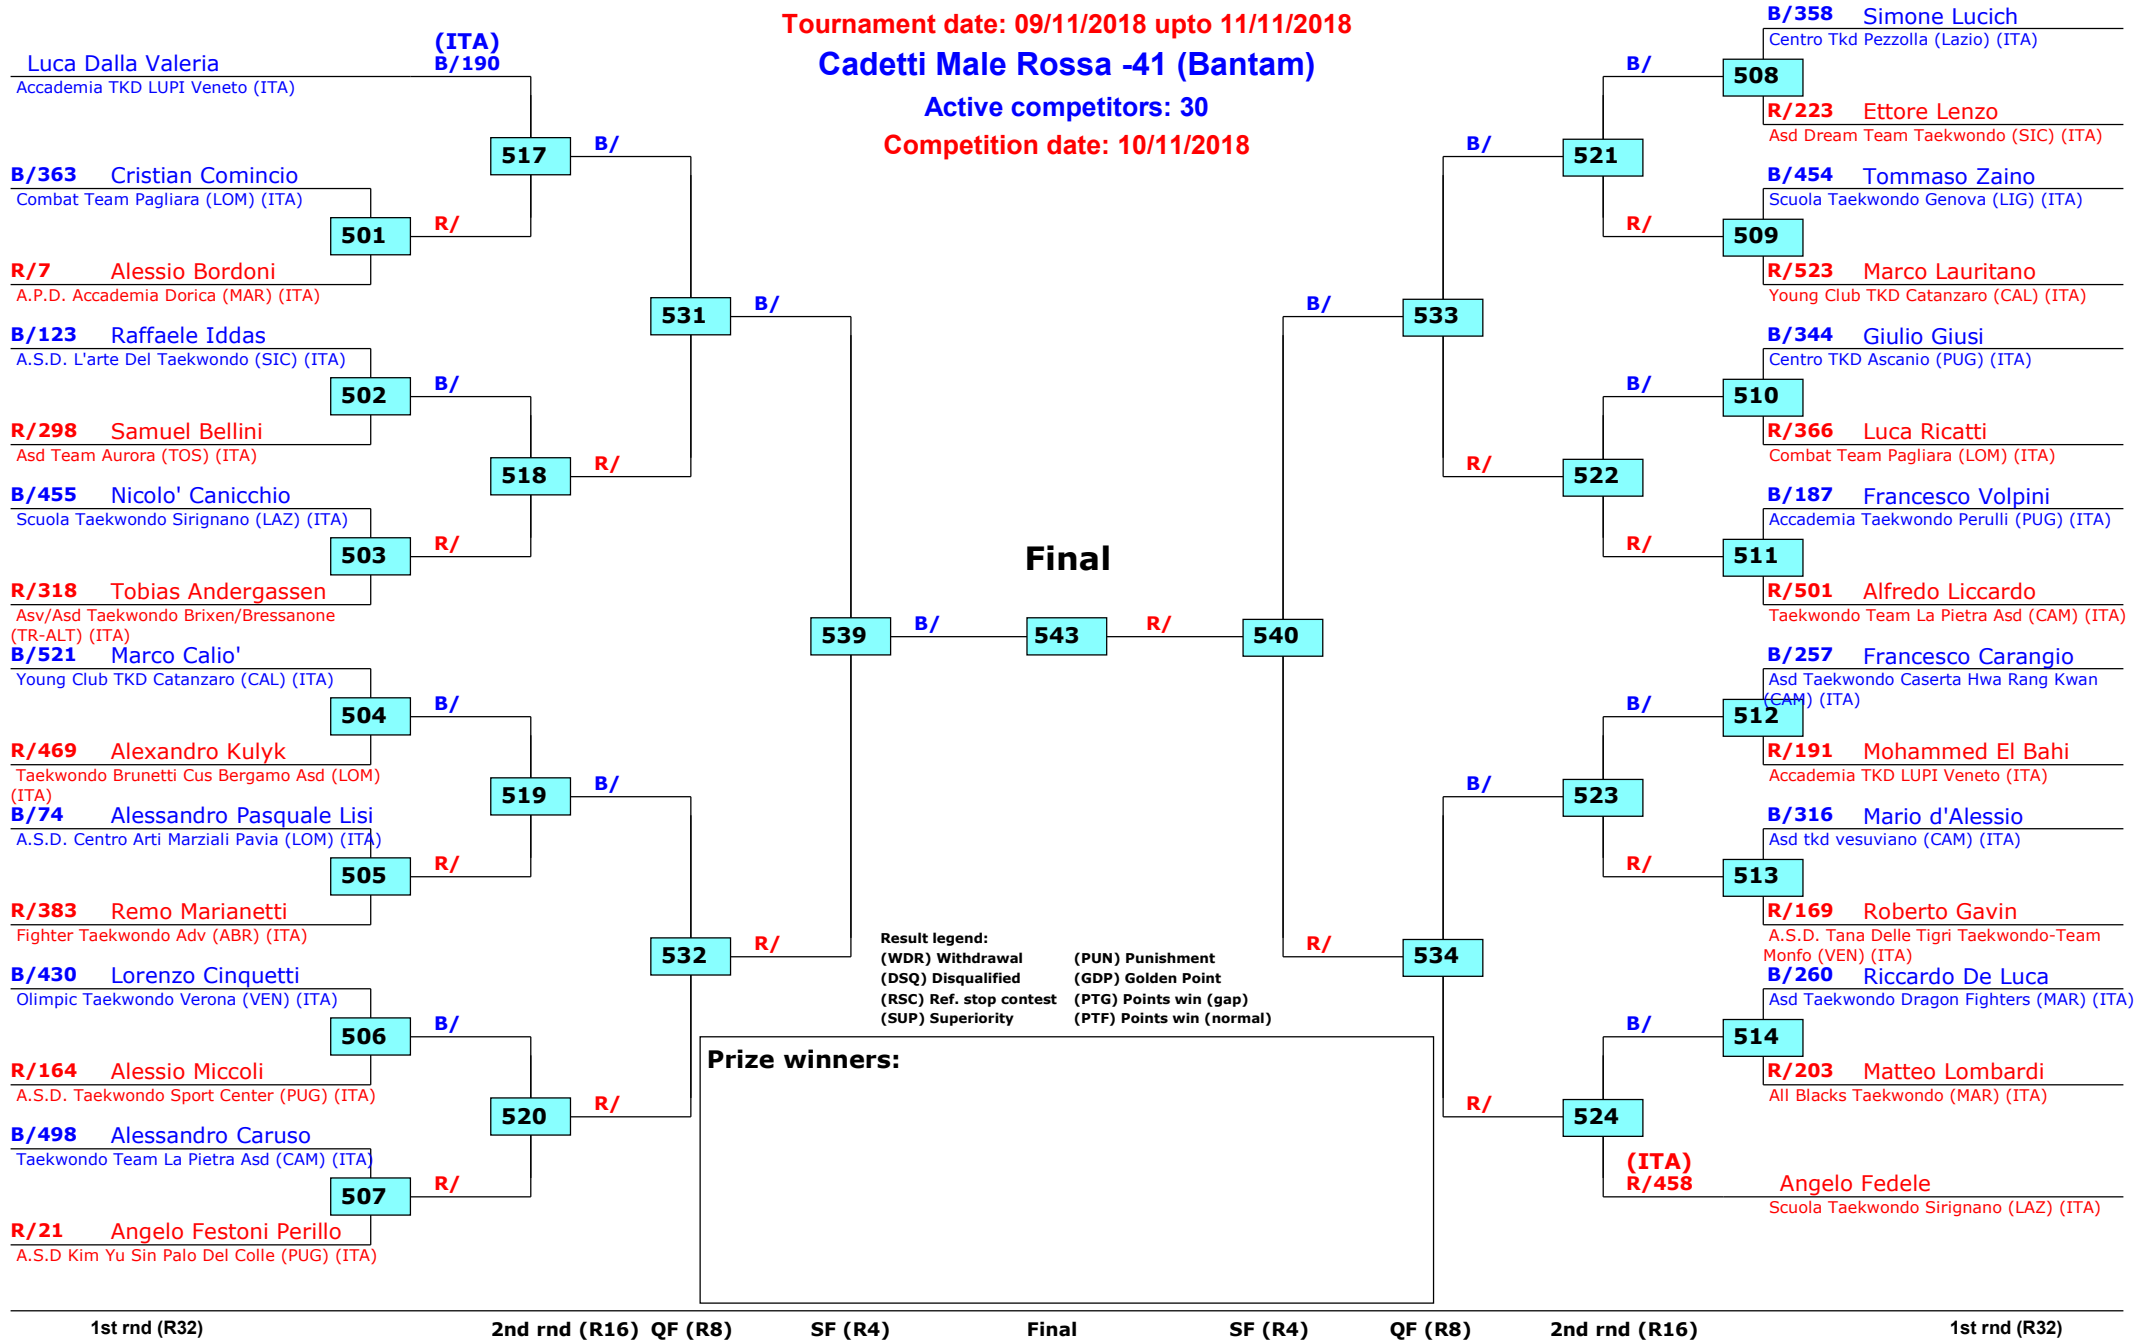 Tournament date: 09/11/2018 upto 11/11/2018
Cadetti Male Rossa -41 (Bantam)
Active competitors: 30
Competition date: 10/11/2018
(ITA)
Luca Dalla Valeria B/190
Accademia TKD LUPI Veneto (ITA)
517
B/
B/363 Cristian Comincio
Combat Team Pagliara (LOM) (ITA)
501
R/
R/7 Alessio Bordoni
A.P.D. Accademia Dorica (MAR) (ITA)
531
B/
B/123 Raffaele Iddas
A.S.D. L'arte Del Taekwondo (SIC) (ITA)
502
B/
R/298 Samuel Bellini
Asd Team Aurora (TOS) (ITA)
518
R/
B/455 Nicolo' Canicchio
Scuola Taekwondo Sirignano (LAZ) (ITA)
503
R/
R/318 Tobias Andergassen
Asv/Asd Taekwondo Brixen/Bressanone
(TR-ALT) (ITA)
539
B/
B/521 Marco Calio'
Young Club TKD Catanzaro (CAL) (ITA)
504
B/
R/469 Alexandro Kulyk
Taekwondo Brunetti Cus Bergamo Asd (LOM)
(ITA)
519
B/
B/74 Alessandro Pasquale Lisi
A.S.D. Centro Arti Marziali Pavia (LOM) (ITA)
505
R/
R/383 Remo Marianetti
Fighter Taekwondo Adv (ABR) (ITA)
532
R/
B/430 Lorenzo Cinquetti
Olimpic Taekwondo Verona (VEN) (ITA)
506
B/
R/164 Alessio Miccoli
A.S.D. Taekwondo Sport Center (PUG) (ITA)
520
R/
B/498 Alessandro Caruso
Taekwondo Team La Pietra Asd (CAM) (ITA)
507
R/
R/21 Angelo Festoni Perillo
A.S.D Kim Yu Sin Palo Del Colle (PUG) (ITA)
Final
543
R/
540
B/358 Simone Lucich
Centro Tkd Pezzolla (Lazio) (ITA)
B/
508
R/223 Ettore Lenzo
Asd Dream Team Taekwondo (SIC) (ITA)
B/
521
B/454 Tommaso Zaino
Scuola Taekwondo Genova (LIG) (ITA)
R/
509
R/523 Marco Lauritano
Young Club TKD Catanzaro (CAL) (ITA)
B/
533
B/344 Giulio Giusi
Centro TKD Ascanio (PUG) (ITA)
B/
510
R/366 Luca Ricatti
Combat Team Pagliara (LOM) (ITA)
R/
522
B/187 Francesco Volpini
Accademia Taekwondo Perulli (PUG) (ITA)
R/
511
R/501 Alfredo Liccardo
Taekwondo Team La Pietra Asd (CAM) (ITA)
B/257 Francesco Carangio
Asd Taekwondo Caserta Hwa Rang Kwan
(CAM) (ITA)
B/
512
R/191 Mohammed El Bahi
Accademia TKD LUPI Veneto (ITA)
B/
523
B/316 Mario d'Alessio
Asd tkd vesuviano (CAM) (ITA)
R/
513
R/169 Roberto Gavin
A.S.D. Tana Delle Tigri Taekwondo-Team
Monfo (VEN) (ITA)
R/
534
B/260 Riccardo De Luca
Asd Taekwondo Dragon Fighters (MAR) (ITA)
B/
514
R/203 Matteo Lombardi
All Blacks Taekwondo (MAR) (ITA)
R/
524
(ITA)
R/458 Angelo Fedele
Scuola Taekwondo Sirignano (LAZ) (ITA)
Result legend:
(WDR) Withdrawal (PUN) Punishment
(DSQ) Disqualified (GDP) Golden Point
(RSC) Ref. stop contest (PTG) Points win (gap)
(SUP) Superiority (PTF) Points win (normal)
Prize winners:
1st rnd (R32) 2nd rnd (R16) QF (R8) SF (R4) Final SF (R4) QF (R8) 2nd rnd (R16) 1st rnd (R32)